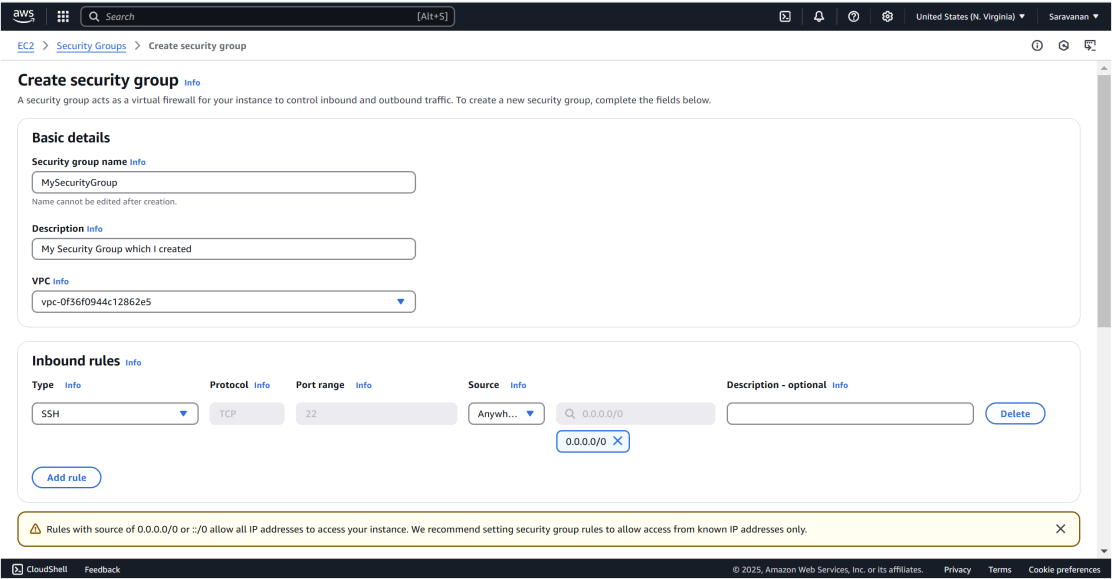 aws
Search [Alt+S]
United States (N. Virginia) ▼ Saravanan ▼
EC2 > Security Groups > Create security group
Create security group Info
A security group acts as a virtual firewall for your instance to control inbound and outbound traffic. To create a new security group, complete the fields below.
Basic details
Security group name Info
MySecurityGroup
Name cannot be edited after creation.
Description Info
My Security Group which I created
VPC Info
vpc-0f36f0944c12862e5
Inbound rules Info
Type Info Protocol Info Port range Info Source Info Description - optional Info
SSH TCP 22 Anywh... 0.0.0.0/0 Delete
0.0.0.0/0
Add rule
Rules with source of 0.0.0.0/0 or ::/0 allow all IP addresses to access your instance. We recommend setting security group rules to allow access from known IP addresses only.
CloudShell Feedback © 2025, Amazon Web Services, Inc. or its affiliates. Privacy Terms Cookie preferences